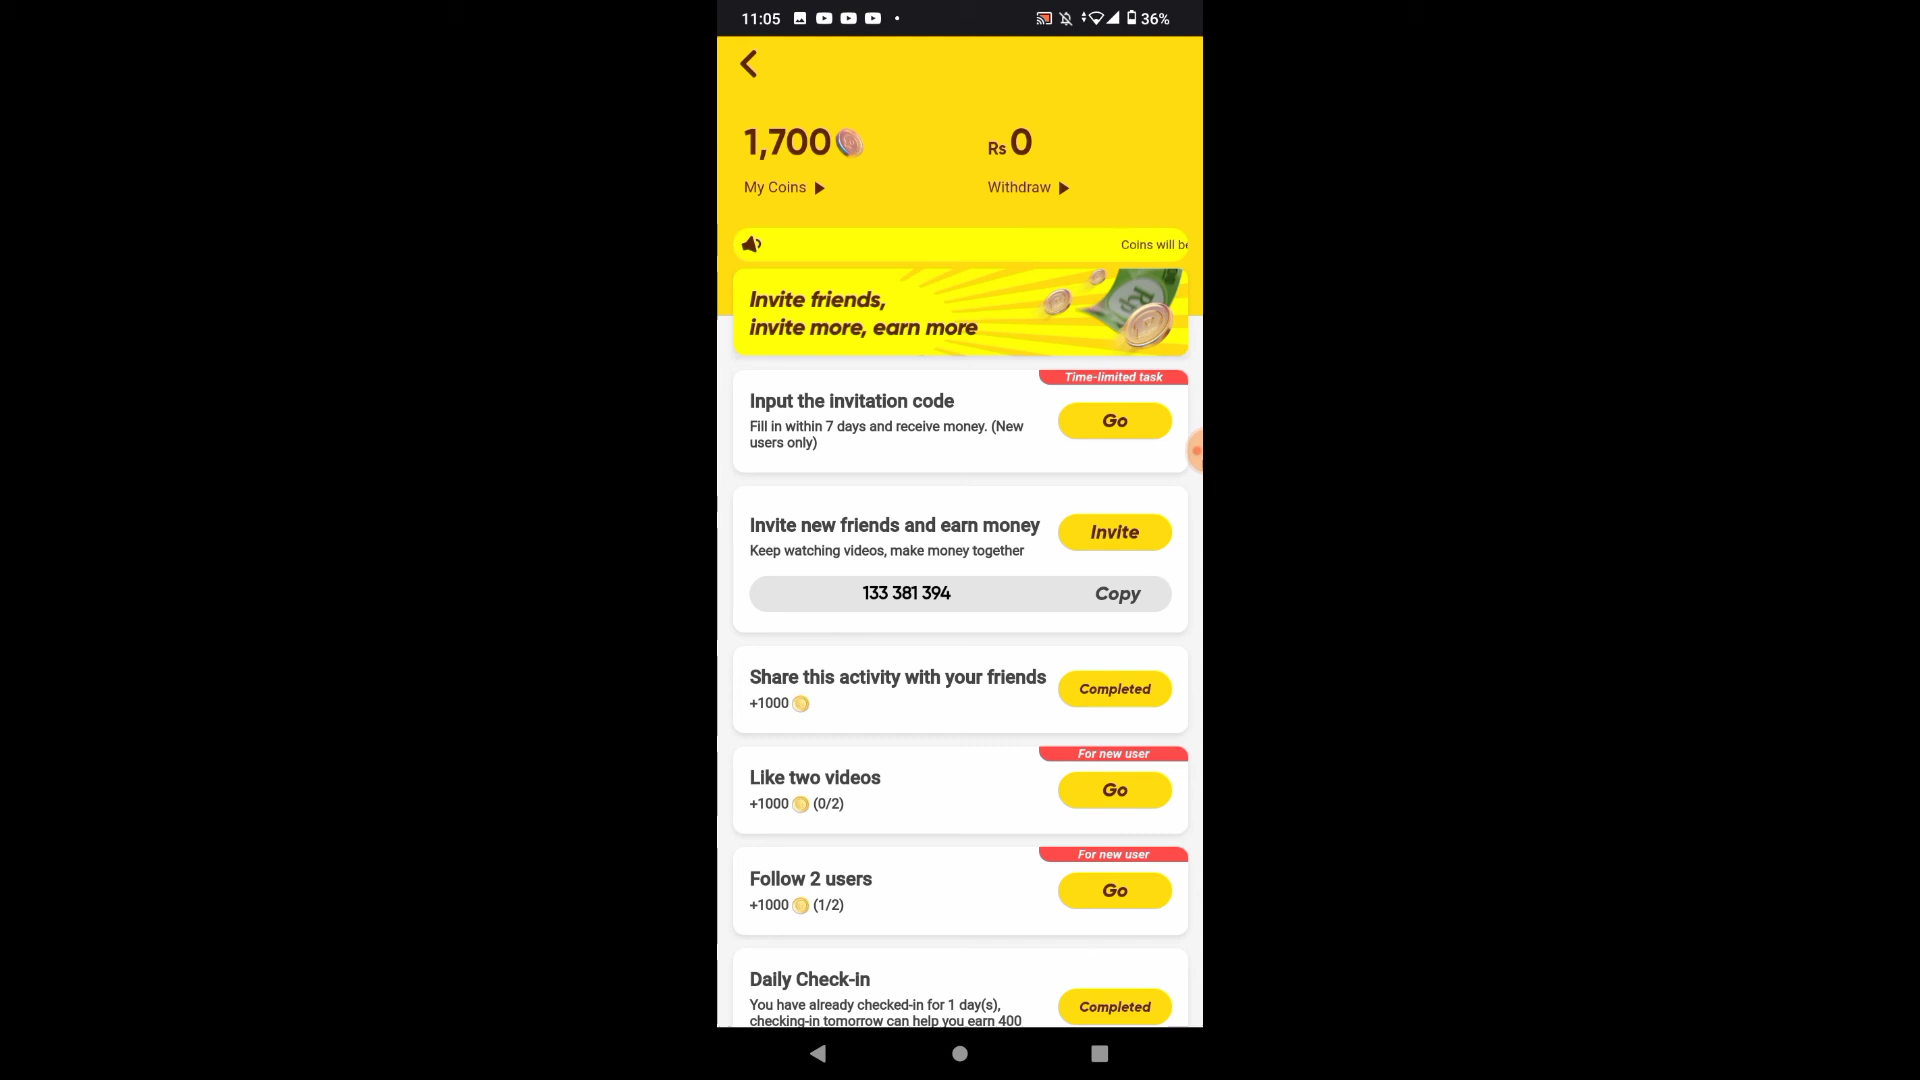 11:05
36%
1,700
Rs 0
My Coins
Withdraw
Coins will be
Invite friends,
invite more, earn more
Time-limited task
Input the invitation code
Go
Fill in within 7 days and receive money. (New
users only)
Invite new friends and earn money
Invite
Keep watching videos, make money together
133 381 394
Copy
Share this activity with your friends
Completed
+1000
For new user
Like two videos
Go
+1000 (0/2)
For new user
Follow 2 users
Go
+1000 (1/2)
Daily Check-in
You have already checked-in for 1 day(s),
Completed
checking-in tomorrow can help you earn 400